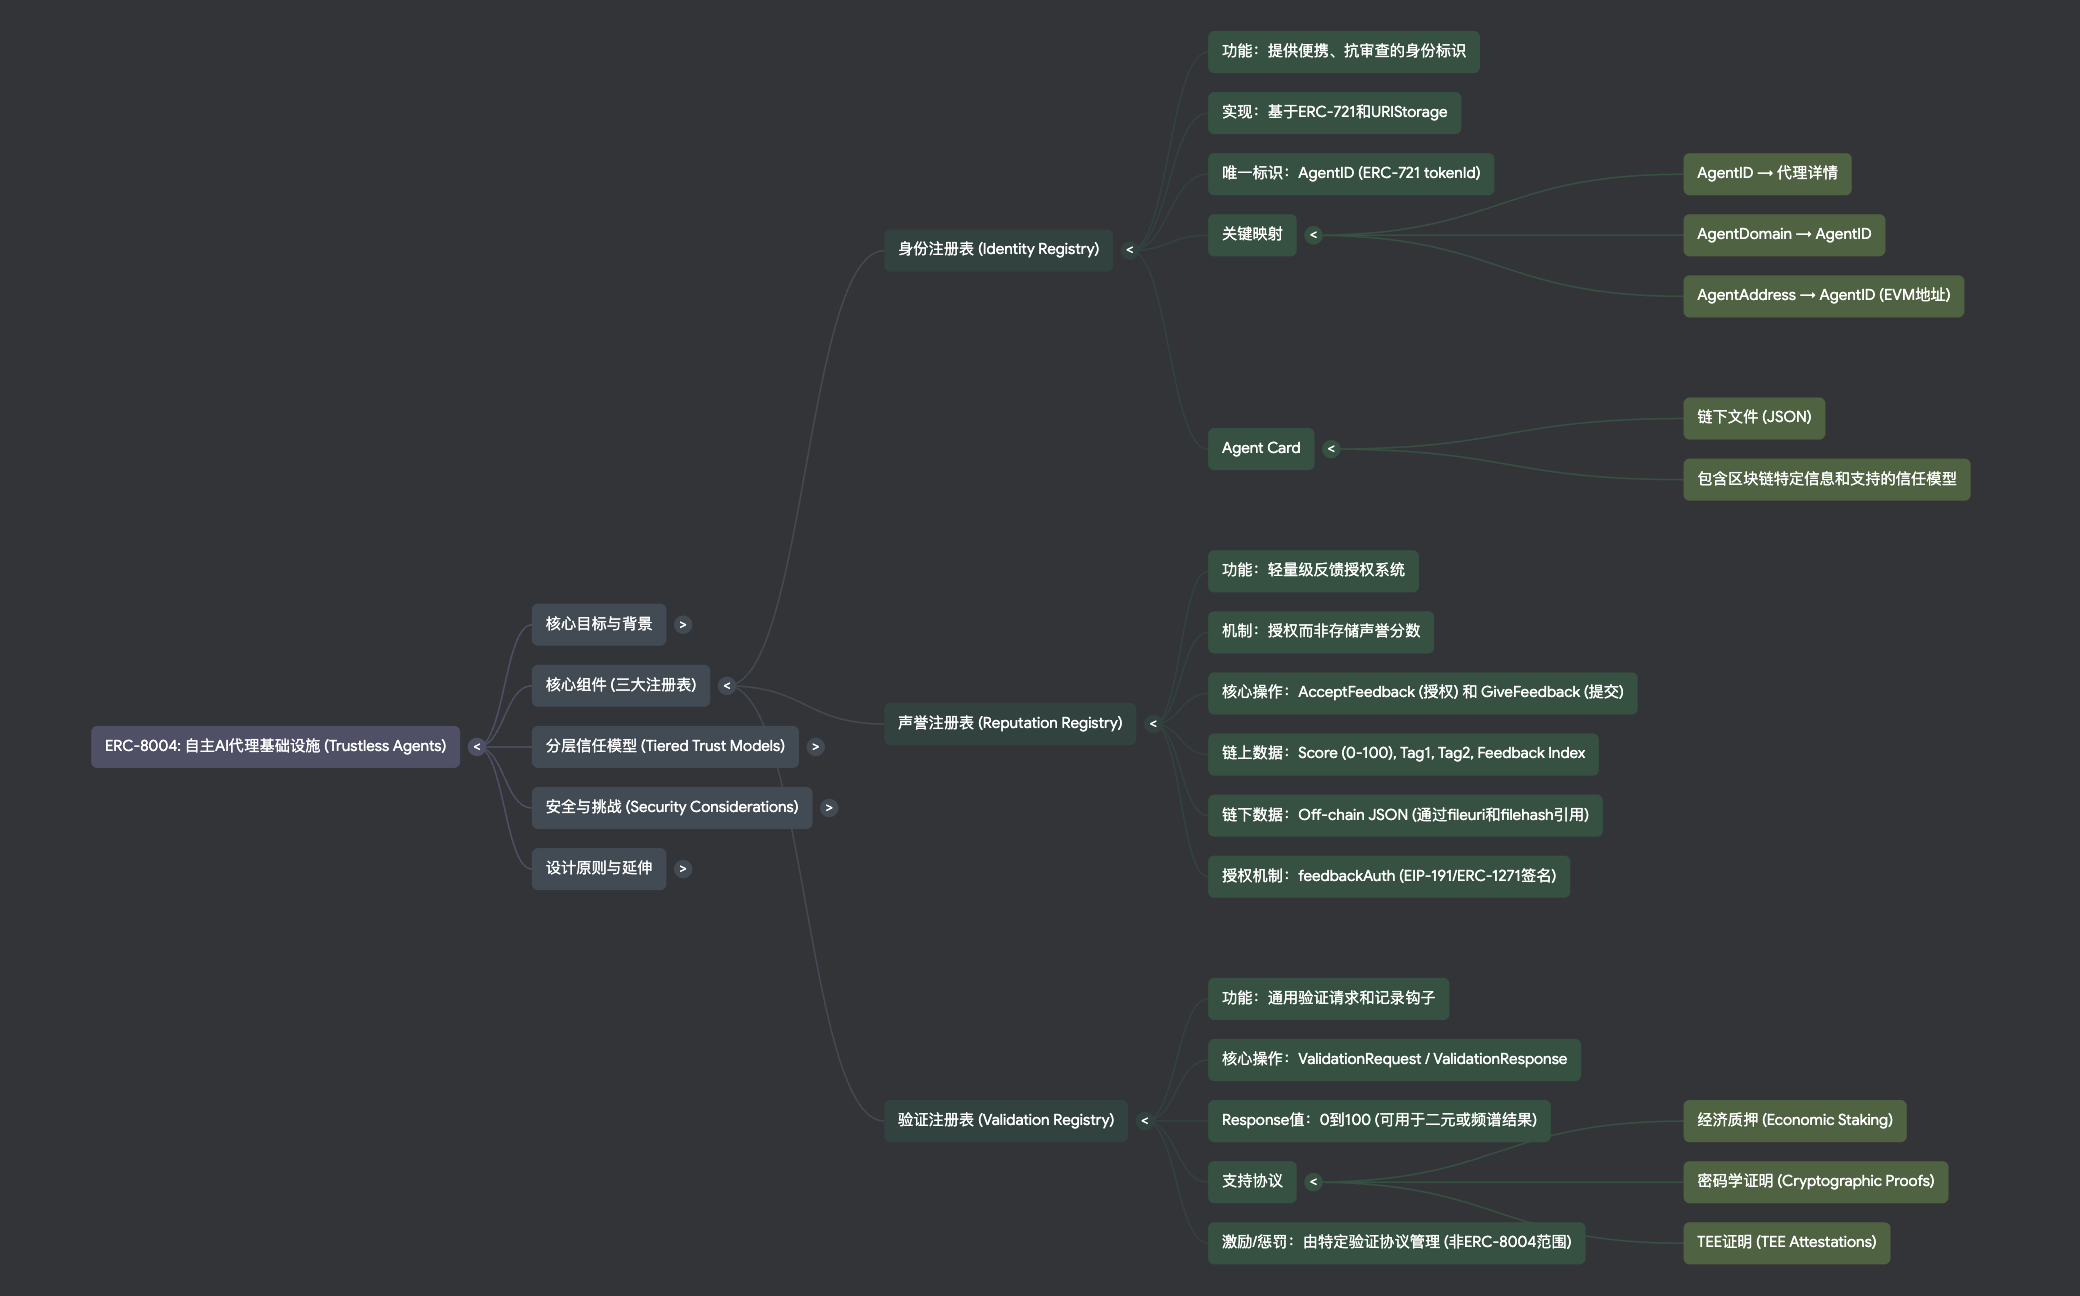 ERC-8004: 自主AI代理基础设施 (Trustless Agents)
<
核心目标与背景
>
核心组件 (三大注册表)
<
身份注册表 (Identity Registry)
<
功能：提供便携、抗审查的身份标识
实现：基于ERC-721和URIStorage
唯一标识：AgentID (ERC-721 tokenId)
关键映射
<
AgentID → 代理详情
AgentDomain → AgentID
AgentAddress → AgentID (EVM地址)
Agent Card
<
链下文件 (JSON)
包含区块链特定信息和支持的信任模型
声誉注册表 (Reputation Registry)
<
功能：轻量级反馈授权系统
机制：授权而非存储声誉分数
核心操作：AcceptFeedback (授权) 和 GiveFeedback (提交)
链上数据：Score (0-100), Tag1, Tag2, Feedback Index
链下数据：Off-chain JSON (通过fileuri和filehash引用)
授权机制：feedbackAuth (EIP-191/ERC-1271签名)
验证注册表 (Validation Registry)
<
功能：通用验证请求和记录钩子
核心操作：ValidationRequest / ValidationResponse
Response值：0到100 (可用于二元或频谱结果)
支持协议
<
经济质押 (Economic Staking)
密码学证明 (Cryptographic Proofs)
TEE证明 (TEE Attestations)
激励/惩罚：由特定验证协议管理 (非ERC-8004范围)
分层信任模型 (Tiered Trust Models)
>
安全与挑战 (Security Considerations)
>
设计原则与延伸
>